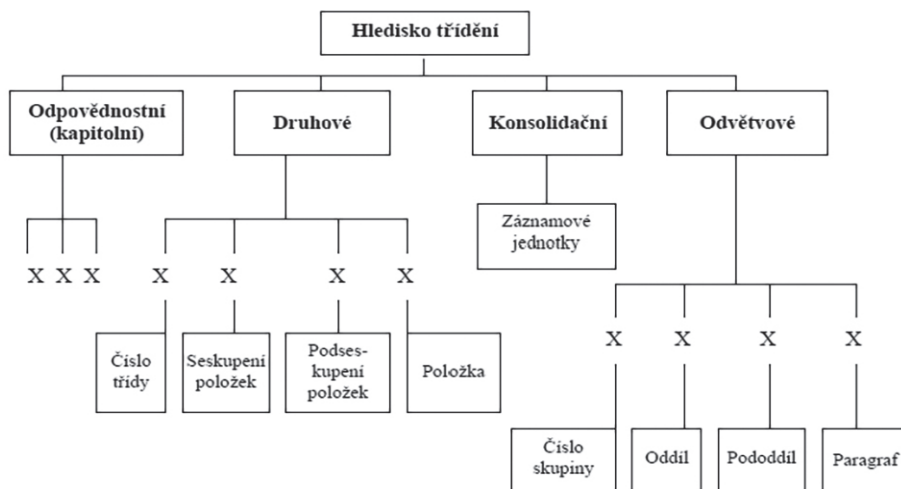 Hledisko třídění
Odpovědnostní
(kapitolní)
Druhové
Konsolidační
Odvětvové
Záznamové
jednotky
X X X X X X X
Číslo
třídy
Seskupení
položek
Podses-
kupení
položek
Položka
X X X X
Číslo
skupiny
Oddíl
Pododdíl
Paragraf